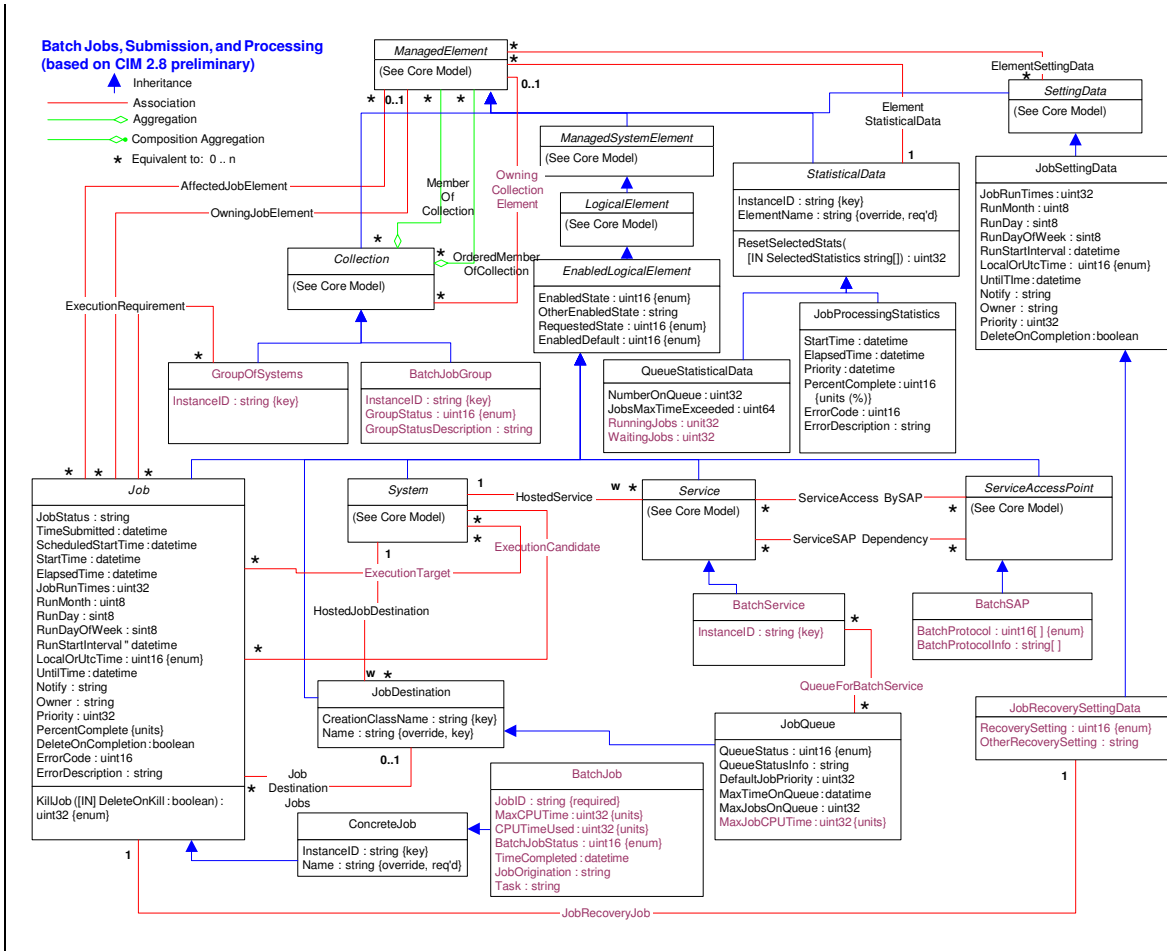 Batch Jobs, Submission, and Processing
(based on CIM 2.8 preliminary)
Inheritance
Association
Aggregation
Composition Aggregation
* Equivalent to: 0 .. n
ManagedElement
(See Core Model)
*
*
0..1
*
0..1
*
*
ElementSettingData
*
SettingData
(See Core Model)
Element
StatisticalData
1
ManagedSystemElement
(See Core Model)
LogicalElement
(See Core Model)
StatisticalData
InstanceID : string {key}
ElementName : string {override, req'd}
ResetSelectedStats(
[IN SelectedStatistics string[]) : uint32
JobSettingData
JobRunTimes: uint32
RunMonth : uint8
RunDay : sint8
RunDayOfWeek : sint8
RunStartInterval : datetime
LocalOrUtcTime : uint16 {enum}
UntilTIme : datetime
Notify : string
Owner : string
Priority : uint32
DeleteOnCompletion : boolean
AffectedJobElement
OwningJobElement
Member
Of
Collection
Owning
Collection
Element
OrderedMember
OfCollection
*
*
*
Collection
(See Core Model)
EnabledLogicalElement
EnabledState : uint16 {enum}
OtherEnabledState : string
RequestedState : uint16 {enum}
EnabledDefault : uint16 {enum}
ExecutionRequirement
*
GroupOfSystems
InstanceID : string {key}
BatchJobGroup
InstanceID : string {key}
GroupStatus : uint16 {enum}
GroupStatusDescription : string
QueueStatisticalData
NumberOnQueue : uint32
JobsMaxTimeExceeded : uint64
RunningJobs : unit32
WaitingJobs : uint32
JobProcessingStatistics
StartTime : datetime
ElapsedTime : datetime
Priority : datetime
PercentComplete : uint16
{units (%)}
ErrorCode : uint16
ErrorDescription : string
*
*
*
Job
JobStatus : string
TimeSubmitted : datetime
ScheduledStartTime : datetime
StartTime : datetime
ElapsedTime : datetime
JobRunTimes : uint32
RunMonth : uint8
RunDay : sint8
RunDayOfWeek : sint8
RunStartInterval " datetime
LocalOrUtcTime : uint16 {enum}
UntilTime : datetime
Notify : string
Owner : string
Priority : uint32
PercentComplete {units}
DeleteOnCompletion : boolean
ErrorCode : uint16
ErrorDescription : string
KillJob ([IN] DeleteOnKill : boolean) :
uint32 {enum}
System
(See Core Model)
1
HostedService
w
*
Service
(See Core Model)
ServiceAccess BySAP
*
*
ServiceSAP Dependency
*
*
ServiceAccessPoint
(See Core Model)
*
*
ExecutionCandidate
1
*
ExecutionTarget
HostedJobDestination
*
w
*
BatchService
InstanceID : string {key}
*
BatchSAP
BatchProtocol : uint16[ ] {enum}
BatchProtocolInfo : string[ ]
QueueForBatchService
*
JobDestination
CreationClassName : string {key}
Name : string {override, key}
0..1
JobQueue
QueueStatus : uint16 {enum}
QueueStatusInfo : string
DefaultJobPriority : uint32
MaxTimeOnQueue : datatime
MaxJobsOnQueue : uint32
MaxJobCPUTime : uint32 {units}
JobRecoverySettingData
RecoverySetting : uint16 {enum}
OtherRecoverySetting : string
1
Job
Destination
Jobs
*
BatchJob
JobID : string {required}
MaxCPUTime : uint32 {units}
CPUTimeUsed : uint32 {units}
BatchJobStatus : uint16 {enum}
TimeCompleted : datetime
JobOrigination : string
Task : string
ConcreteJob
InstanceID : string {key}
Name : string {override, req'd}
1
JobRecoveryJob